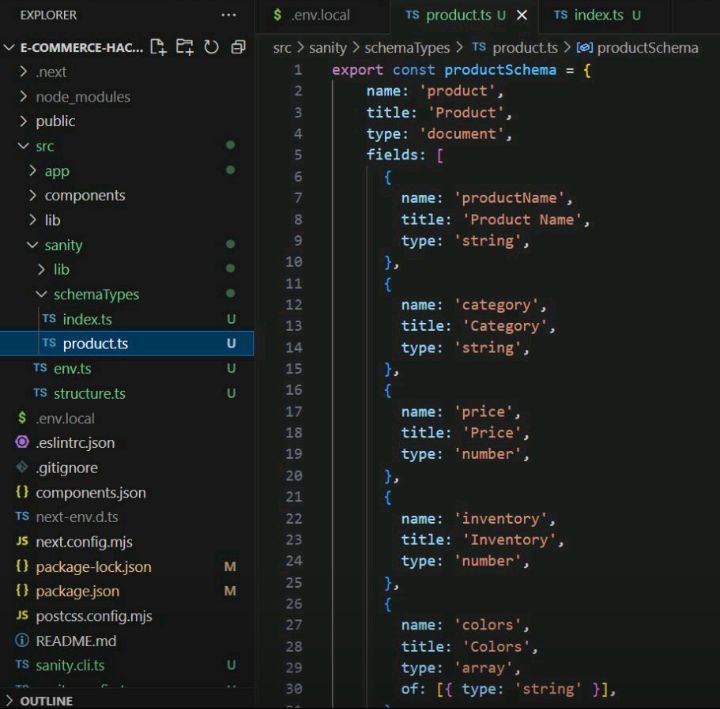 EXPLORER
E-COMMERCE-HAC...
.next
node_modules
public
src
app
components
lib
sanity
lib
schemaTypes
TS index.ts U
TS product.ts U
TS env.ts U
TS structure.ts U
$ .env.local
.eslintrc.json
.gitignore
{} components.json
TS next-env.d.ts
JS next.config.mjs
{} package-lock.json M
{} package.json M
JS postcss.config.mjs
README.md
TS sanity.cli.ts U
OUTLINE
$ .env.local
TS product.ts U
TS index.ts U
src > sanity > schemaTypes > TS product.ts > productSchema
1 export const productSchema = {
2 name: 'product',
3 title: 'Product',
4 type: 'document',
5 fields: [
6 {
7 name: 'productName',
8 title: 'Product Name',
9 type: 'string',
10 },
11 {
12 name: 'category',
13 title: 'Category',
14 type: 'string',
15 },
16 {
17 name: 'price',
18 title: 'Price',
19 type: 'number',
20 },
21 {
22 name: 'inventory',
23 title: 'Inventory',
24 type: 'number',
25 },
26 {
27 name: 'colors',
28 title: 'Colors',
29 type: 'array',
30 of: [{ type: 'string' }],